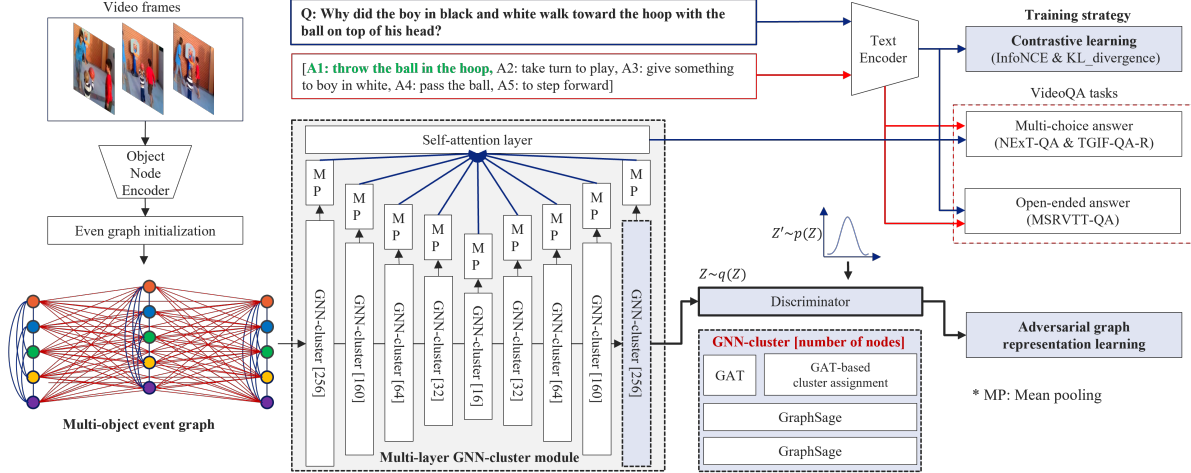 Video frames
Q: Why did the boy in black and white walk toward the hoop with the
ball on top of his head?
[A1: throw the ball in the hoop, A2: take turn to play, A3: give something
to boy in white, A4: pass the ball, A5: to step forward]
Text
Encoder
Training strategy
Contrastive learning
(InfoNCE & KL_divergence)
VideoQA tasks
Multi-choice answer
(NExT-QA & TGIF-QA-R)
Open-ended answer
(MSRVTT-QA)
Object
Node
Encoder
Even graph initialization
Multi-object event graph
Self-attention layer
M
P
M
P
M
P
M
P
M
P
M
P
M
P
M
P
M
P
GNN-cluster [256]
GNN-cluster [160]
GNN-cluster [64]
GNN-cluster [32]
GNN-cluster [16]
GNN-cluster [32]
GNN-cluster [64]
GNN-cluster [160]
GNN-cluster [256]
Multi-layer GNN-cluster module
Z′~p(Z)
Z~q(Z)
Discriminator
Adversarial graph
representation learning
GNN-cluster [number of nodes]
GAT
GAT-based
cluster assignment
GraphSage
GraphSage
* MP: Mean pooling